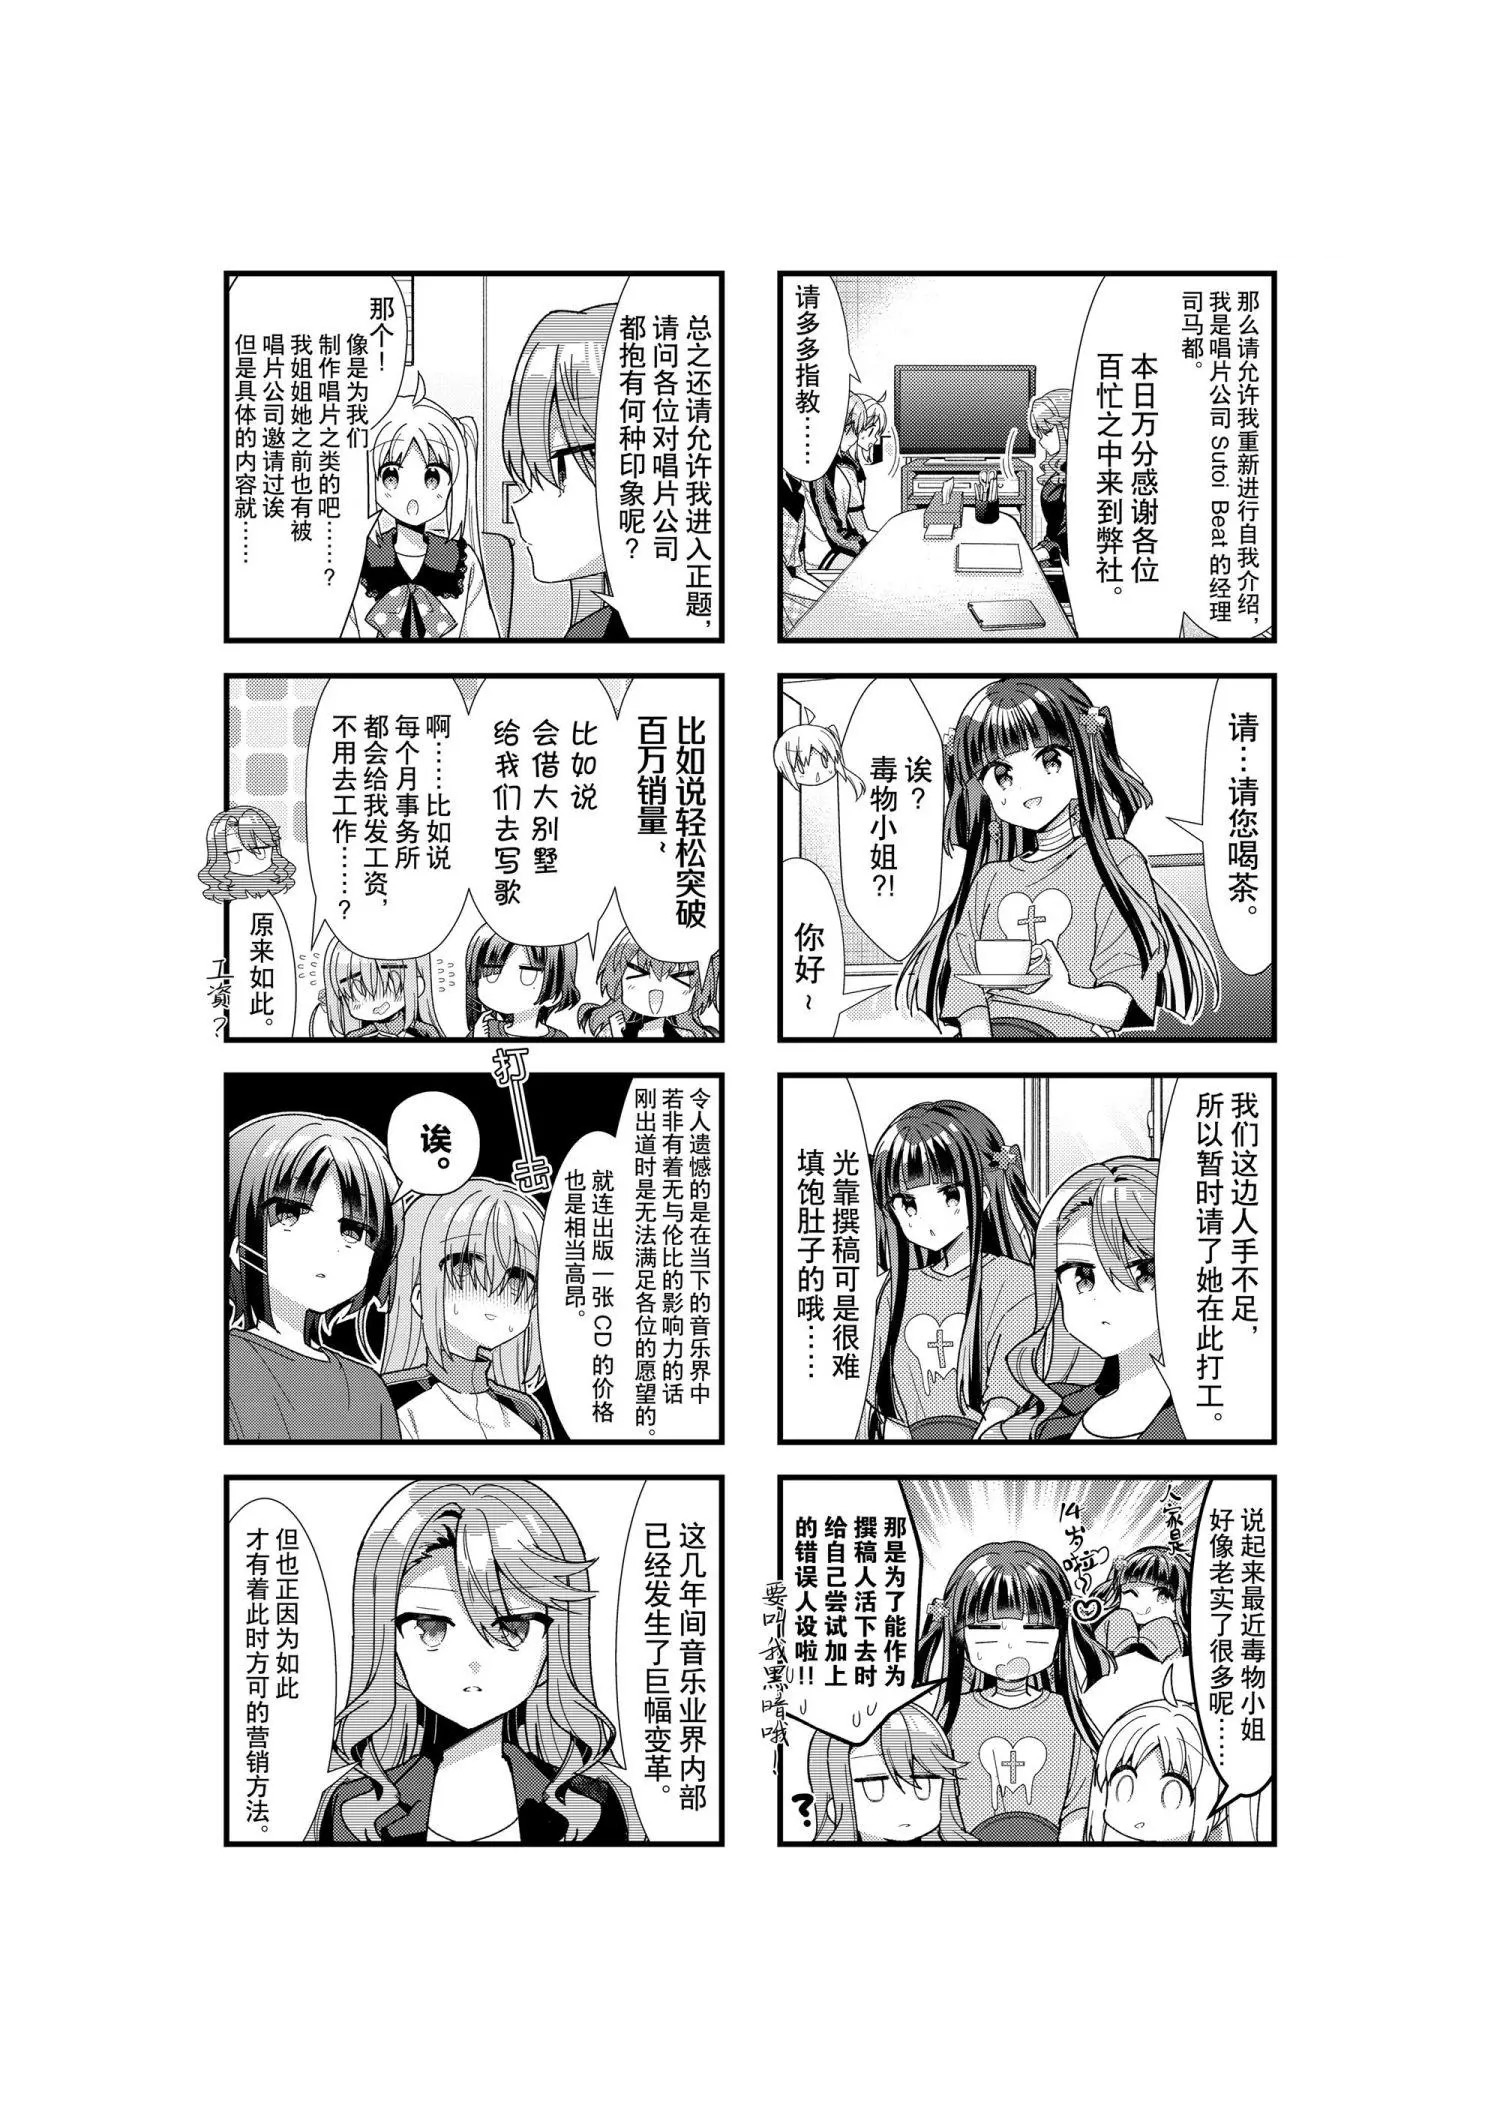 那么请允许我重新进行自我介绍，
我是唱片公司 Sutoi Beat 的经理
司马都。
本日万分感谢各位
百忙之中来到弊社。
请多多指教……
请…请您喝茶。
诶？
毒物小姐?!
你好~
我们这边人手不足，
所以暂时请了她在此打工。
光靠撰稿可是很难
填饱肚子的哦……
说起来最近毒物小姐
好像老实了很多呢……
人家是
14岁啦~♡
那是为了能作为
撰稿人活下去时
给自己尝试加上
的错误人设啦!!
要叫我黑暗哦！
?
总之还请允许我进入正题，
请问各位对唱片公司
都抱有何种印象呢？
那个！
像是为我们
制作唱片之类的吧……？
我姐姐她之前也有被
唱片公司邀请过诶
但是具体的内容就……
比如说轻松突破
百万销量~
比如说
会借大别墅
给我们去写歌
啊……比如说
每个月事务所
都会给我发工资，
不用去工作……？
原来如此。
工資？
令人遗憾的是在当下的音乐界中
若非有着无与伦比的影响力的话
刚出道时是无法满足各位的愿望的。
就连出版一张 CD 的价格
也是相当高昂。
打击
诶。
这几年间音乐业界内部
已经发生了巨幅变革。
但也正因为如此
才有着此时方可的营销方法。